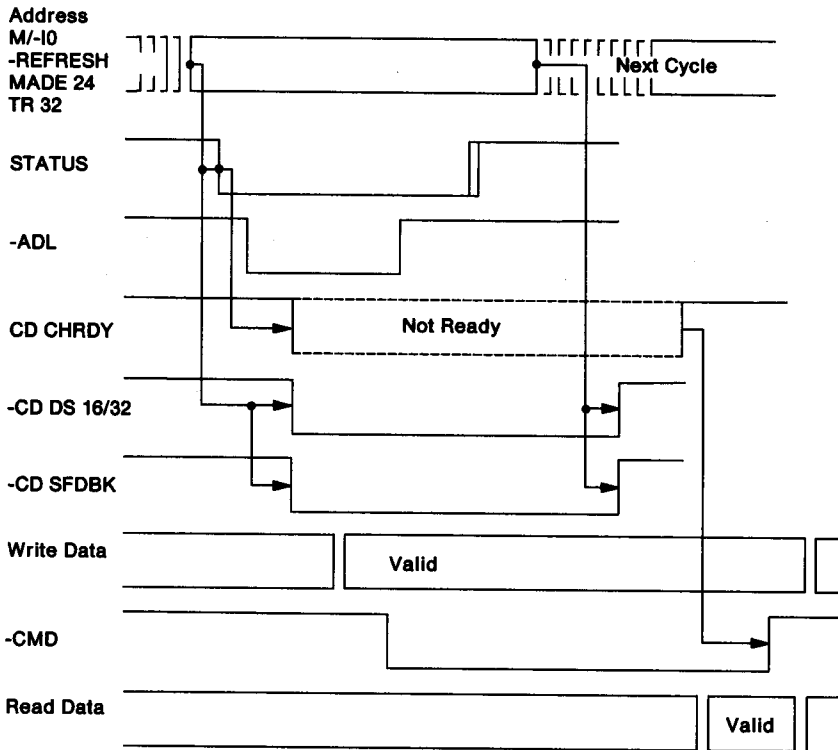 Address
M/-I0
-REFRESH
MADE 24
TR 32
Next Cycle
STATUS
-ADL
CD CHRDY
Not Ready
-CD DS 16/32
-CD SFDBK
Write Data
Valid
-CMD
Read Data
Valid